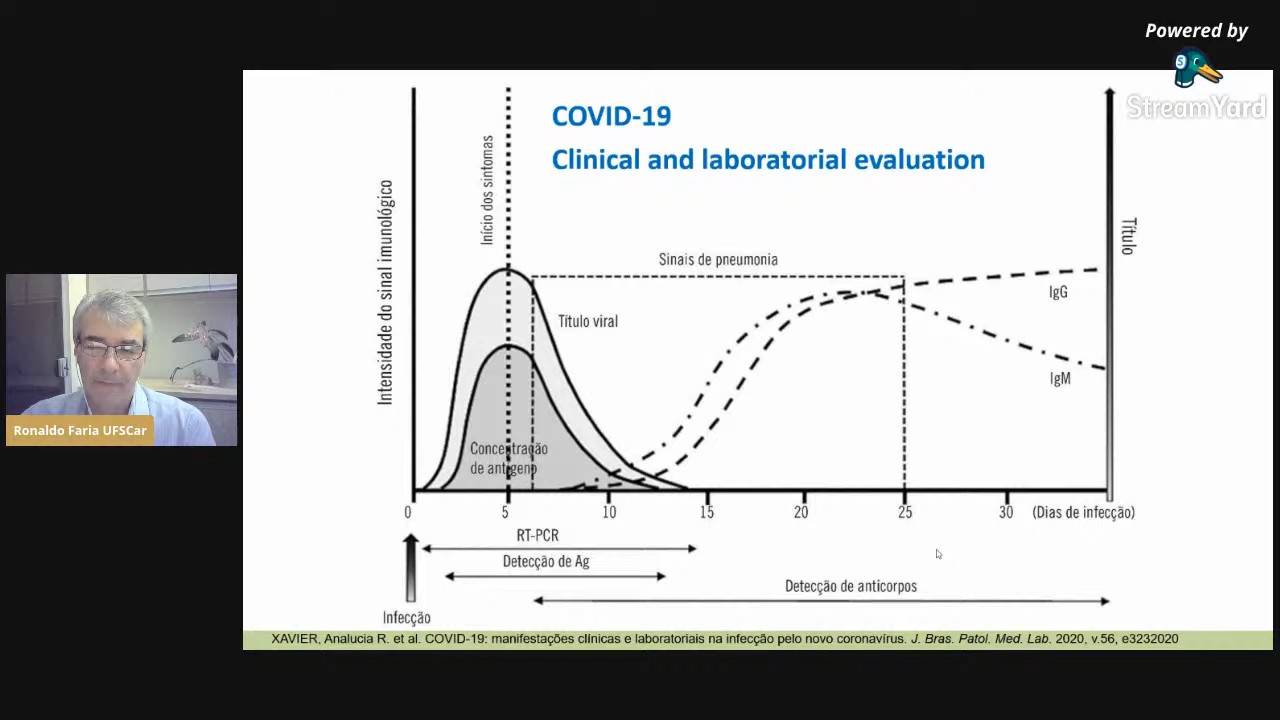 Powered by
StreamYard
COVID-19
Clinical and laboratorial evaluation
Intensidade do sinal imunológico
Início dos sintomas
Título
Sinais de pneumonia
Título viral
IgG
IgM
Concentração
de antígeno
0 5 10 15 20 25 30 (Dias de infecção)
RT-PCR
Detecção de Ag
Detecção de anticorpos
Infecção
Ronaldo Faria UFSCar
XAVIER, Analucia R. et al. COVID-19: manifestações clínicas e laboratoriais na infecção pelo novo coronavírus. J. Bras. Patol. Med. Lab. 2020, v.56, e3232020